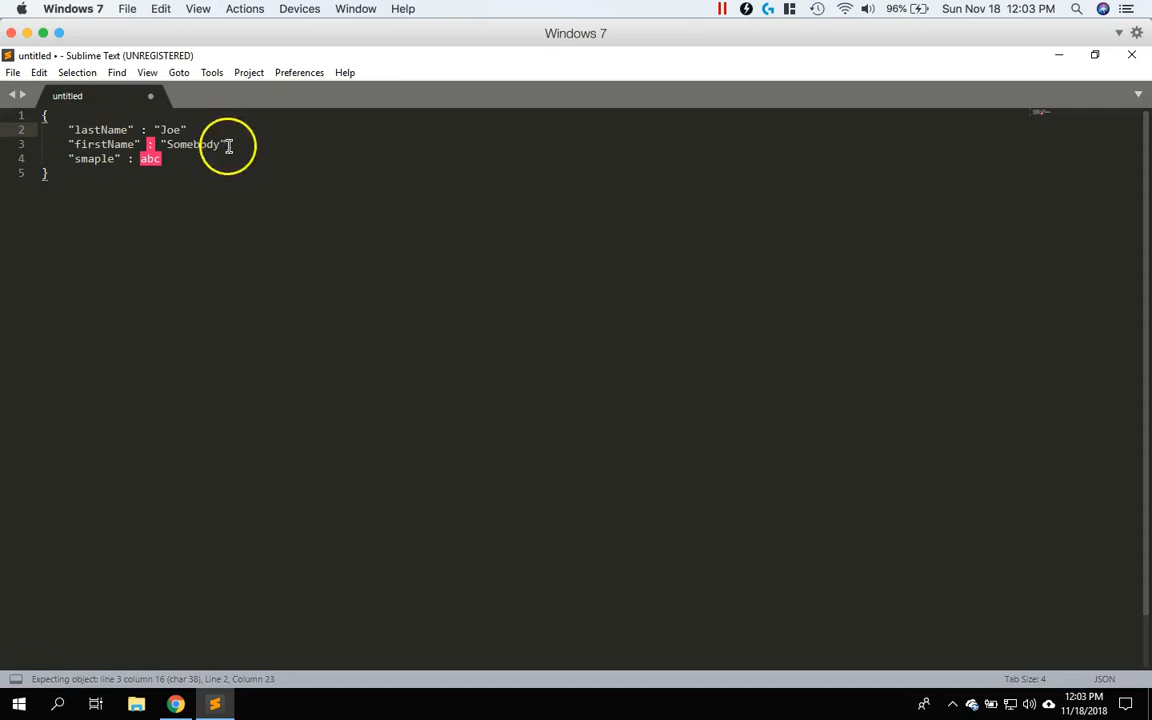 Windows 7 File Edit View Actions Devices Window Help 96% Sun Nov 18 12:03 PM
Windows 7
untitled • - Sublime Text (UNREGISTERED)
File Edit Selection Find View Goto Tools Project Preferences Help
untitled
1 {
2 "lastName" : "Joe"
3 "firstName" : "Somebody"
4 "smaple" : abc
5 }
Expecting object: line 3 column 16 (char 38), Line 2, Column 23 Tab Size: 4 JSON
12:03 PM
11/18/2018